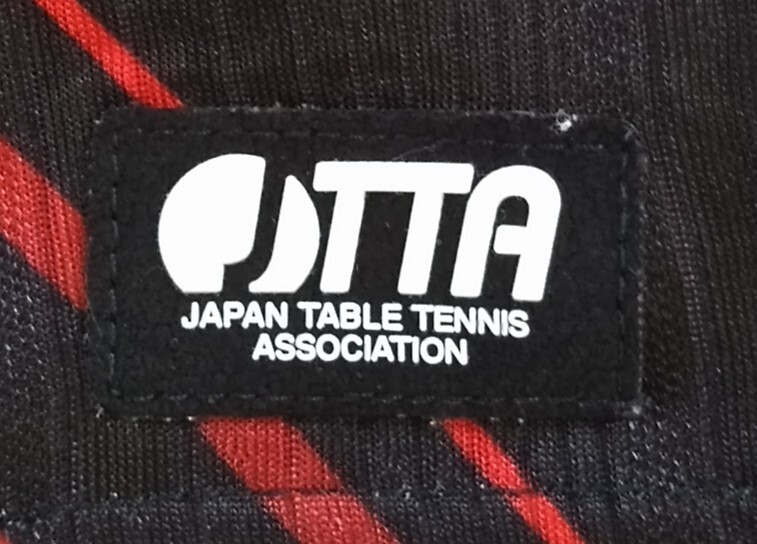 JTTA
JAPAN TABLE TENNIS
ASSOCIATION